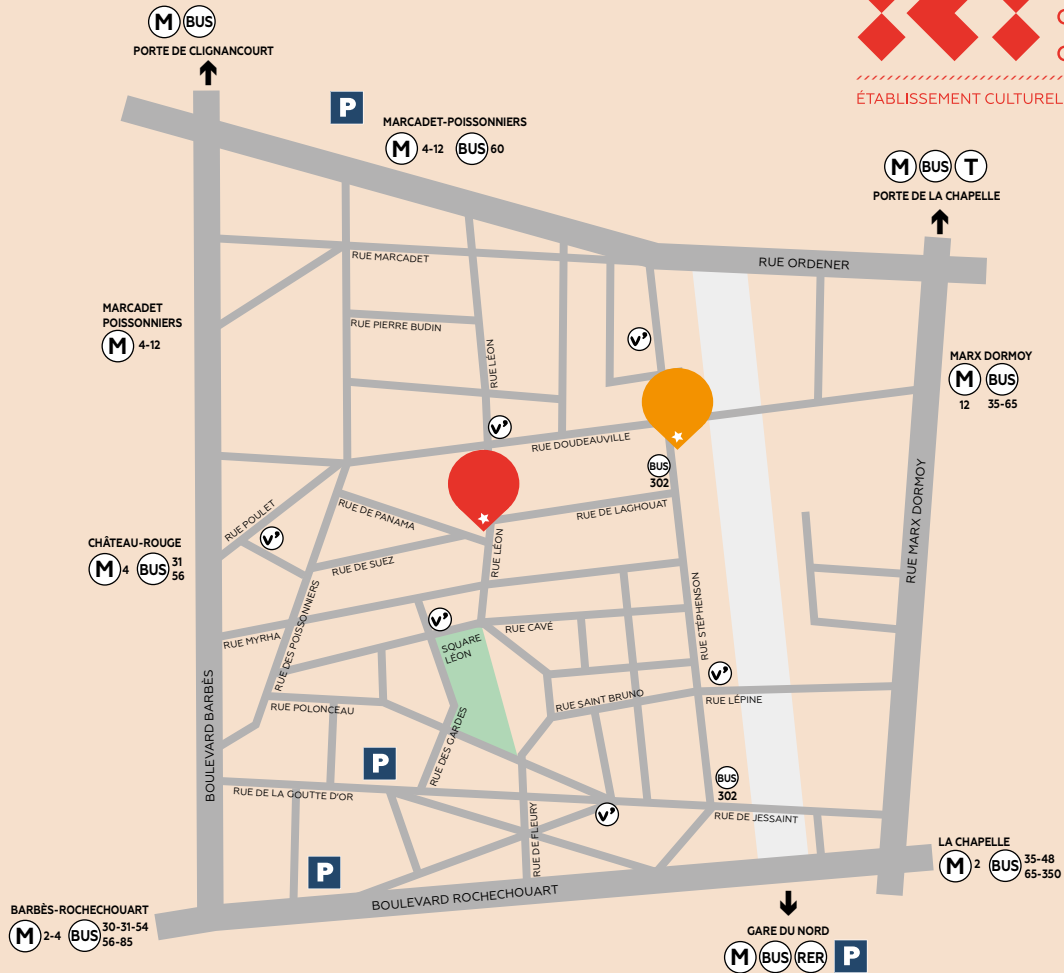 M BUS
PORTE DE CLIGNANCOURT
P
MARCADET-POISSONNIERS
M 4-12 BUS 60
ÉTABLISSEMENT CULTUREL
M BUS T
PORTE DE LA CHAPELLE
RUE ORDENER
RUE MARCADET
MARCADET
POISSONNIERS
M 4-12
RUE PIERRE BUDIN
RUE LÉON
v'
MARX DORMOY
M BUS
12 35-65
v'
RUE DOUDEAUVILLE
BUS
302
RUE POULET
v'
RUE DE PANAMA
RUE DE LAGHOUAT
RUE MARX DORMOY
CHÂTEAU-ROUGE
M 4 BUS 31
56
RUE DE SUEZ
RUE LÉON
RUE STÉPHENSON
RUE MYRHA
RUE DES POISSONNIERS
v'
RUE CAVÉ
SQUARE
LÉON
v'
RUE POLONCEAU
RUE SAINT BRUNO
RUE LÉPINE
BOULEVARD BARBÈS
RUE DES GARDES
P
BUS
302
RUE DE LA GOUTTE D'OR
v'
RUE DE JESSAINT
RUE DE FLEURY
LA CHAPELLE
M 2 BUS 35-48
65-350
P
BOULEVARD ROCHECHOUART
BARBÈS-ROCHECHOUART
M 2-4 BUS 30-31-54
56-85
GARE DU NORD
M BUS RER P